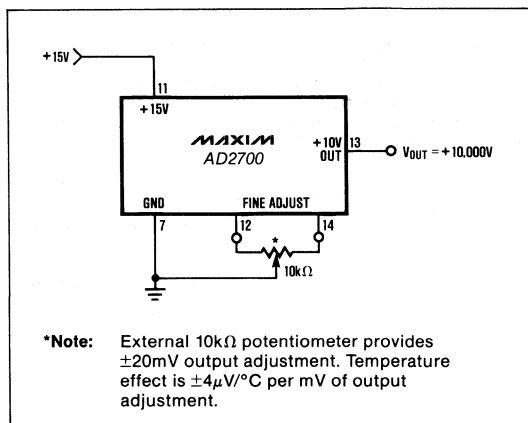 +15V
11
+15V
MAXIM
AD2700
+10V
OUT
13
VOUT = +10,000V
GND
FINE ADJUST
7
12
14
*
10kΩ
*Note: External 10kΩ potentiometer provides
±20mV output adjustment. Temperature
effect is ±4μV/°C per mV of output
adjustment.